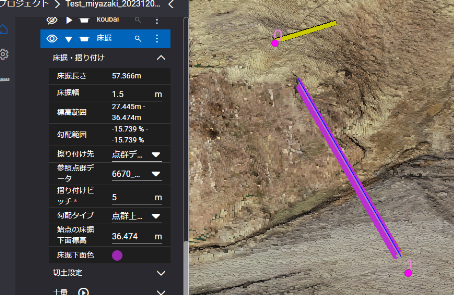 プロジェクト > Test_miyazaki_2023120...
koubai
床掘
床掘・摺り付け
床掘長さ 57.366m
床掘幅 1.5 m
標高範囲 27.445m - 36.474m
勾配範囲 -15.739 % - -15.739 %
擦り付け先 点群デ...
参照点群データ 6670_...
摺り付けピッチ * 5 m
勾配タイプ 点群上...
始点の床掘下面標高 36.474 m
床掘下面色
切土設定
土量